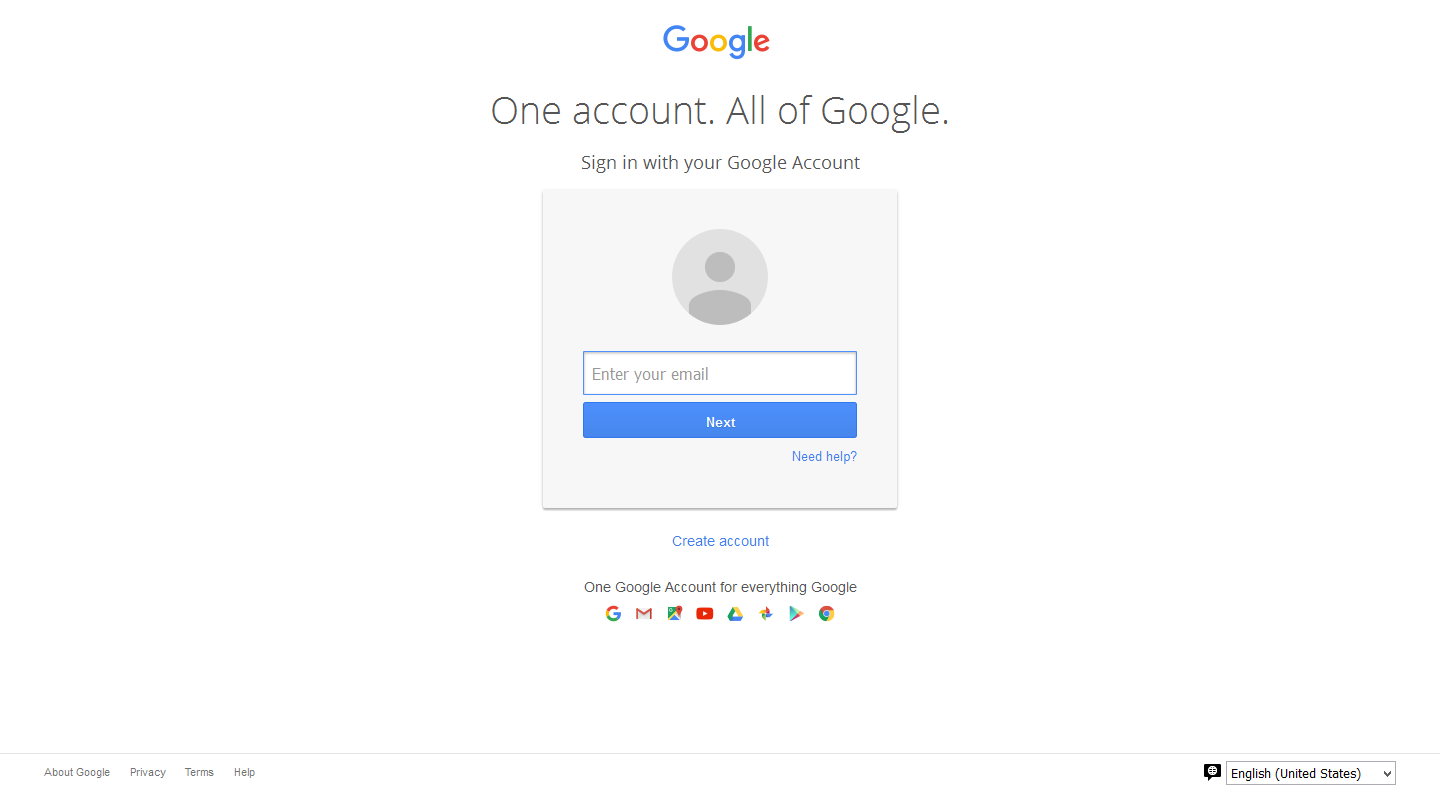 Google
One account. All of Google.
Sign in with your Google Account
Enter your email
Next
Need help?
Create account
One Google Account for everything Google
About Google Privacy Terms Help English (United States)